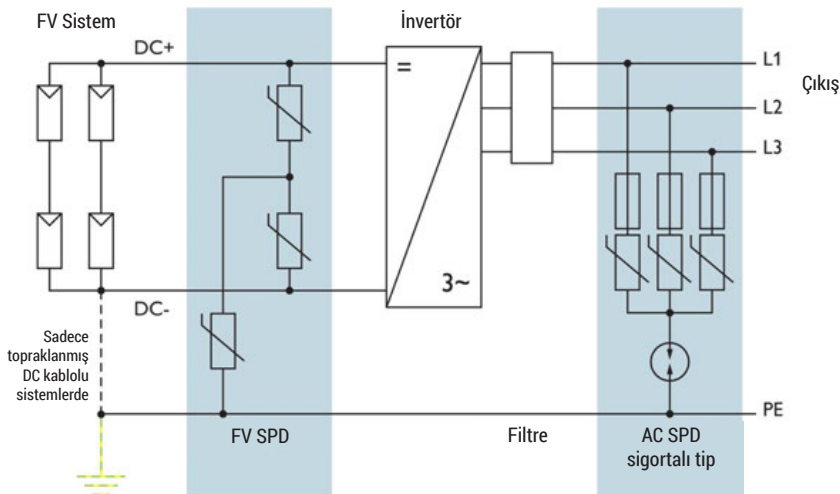 FV Sistem
İnvertör
DC+
=
L1
Çıkış
L2
L3
3~
DC-
Sadece
topraklanmış
DC kablolu
sistemlerde
PE
FV SPD
Filtre
AC SPD
sigortalı tip